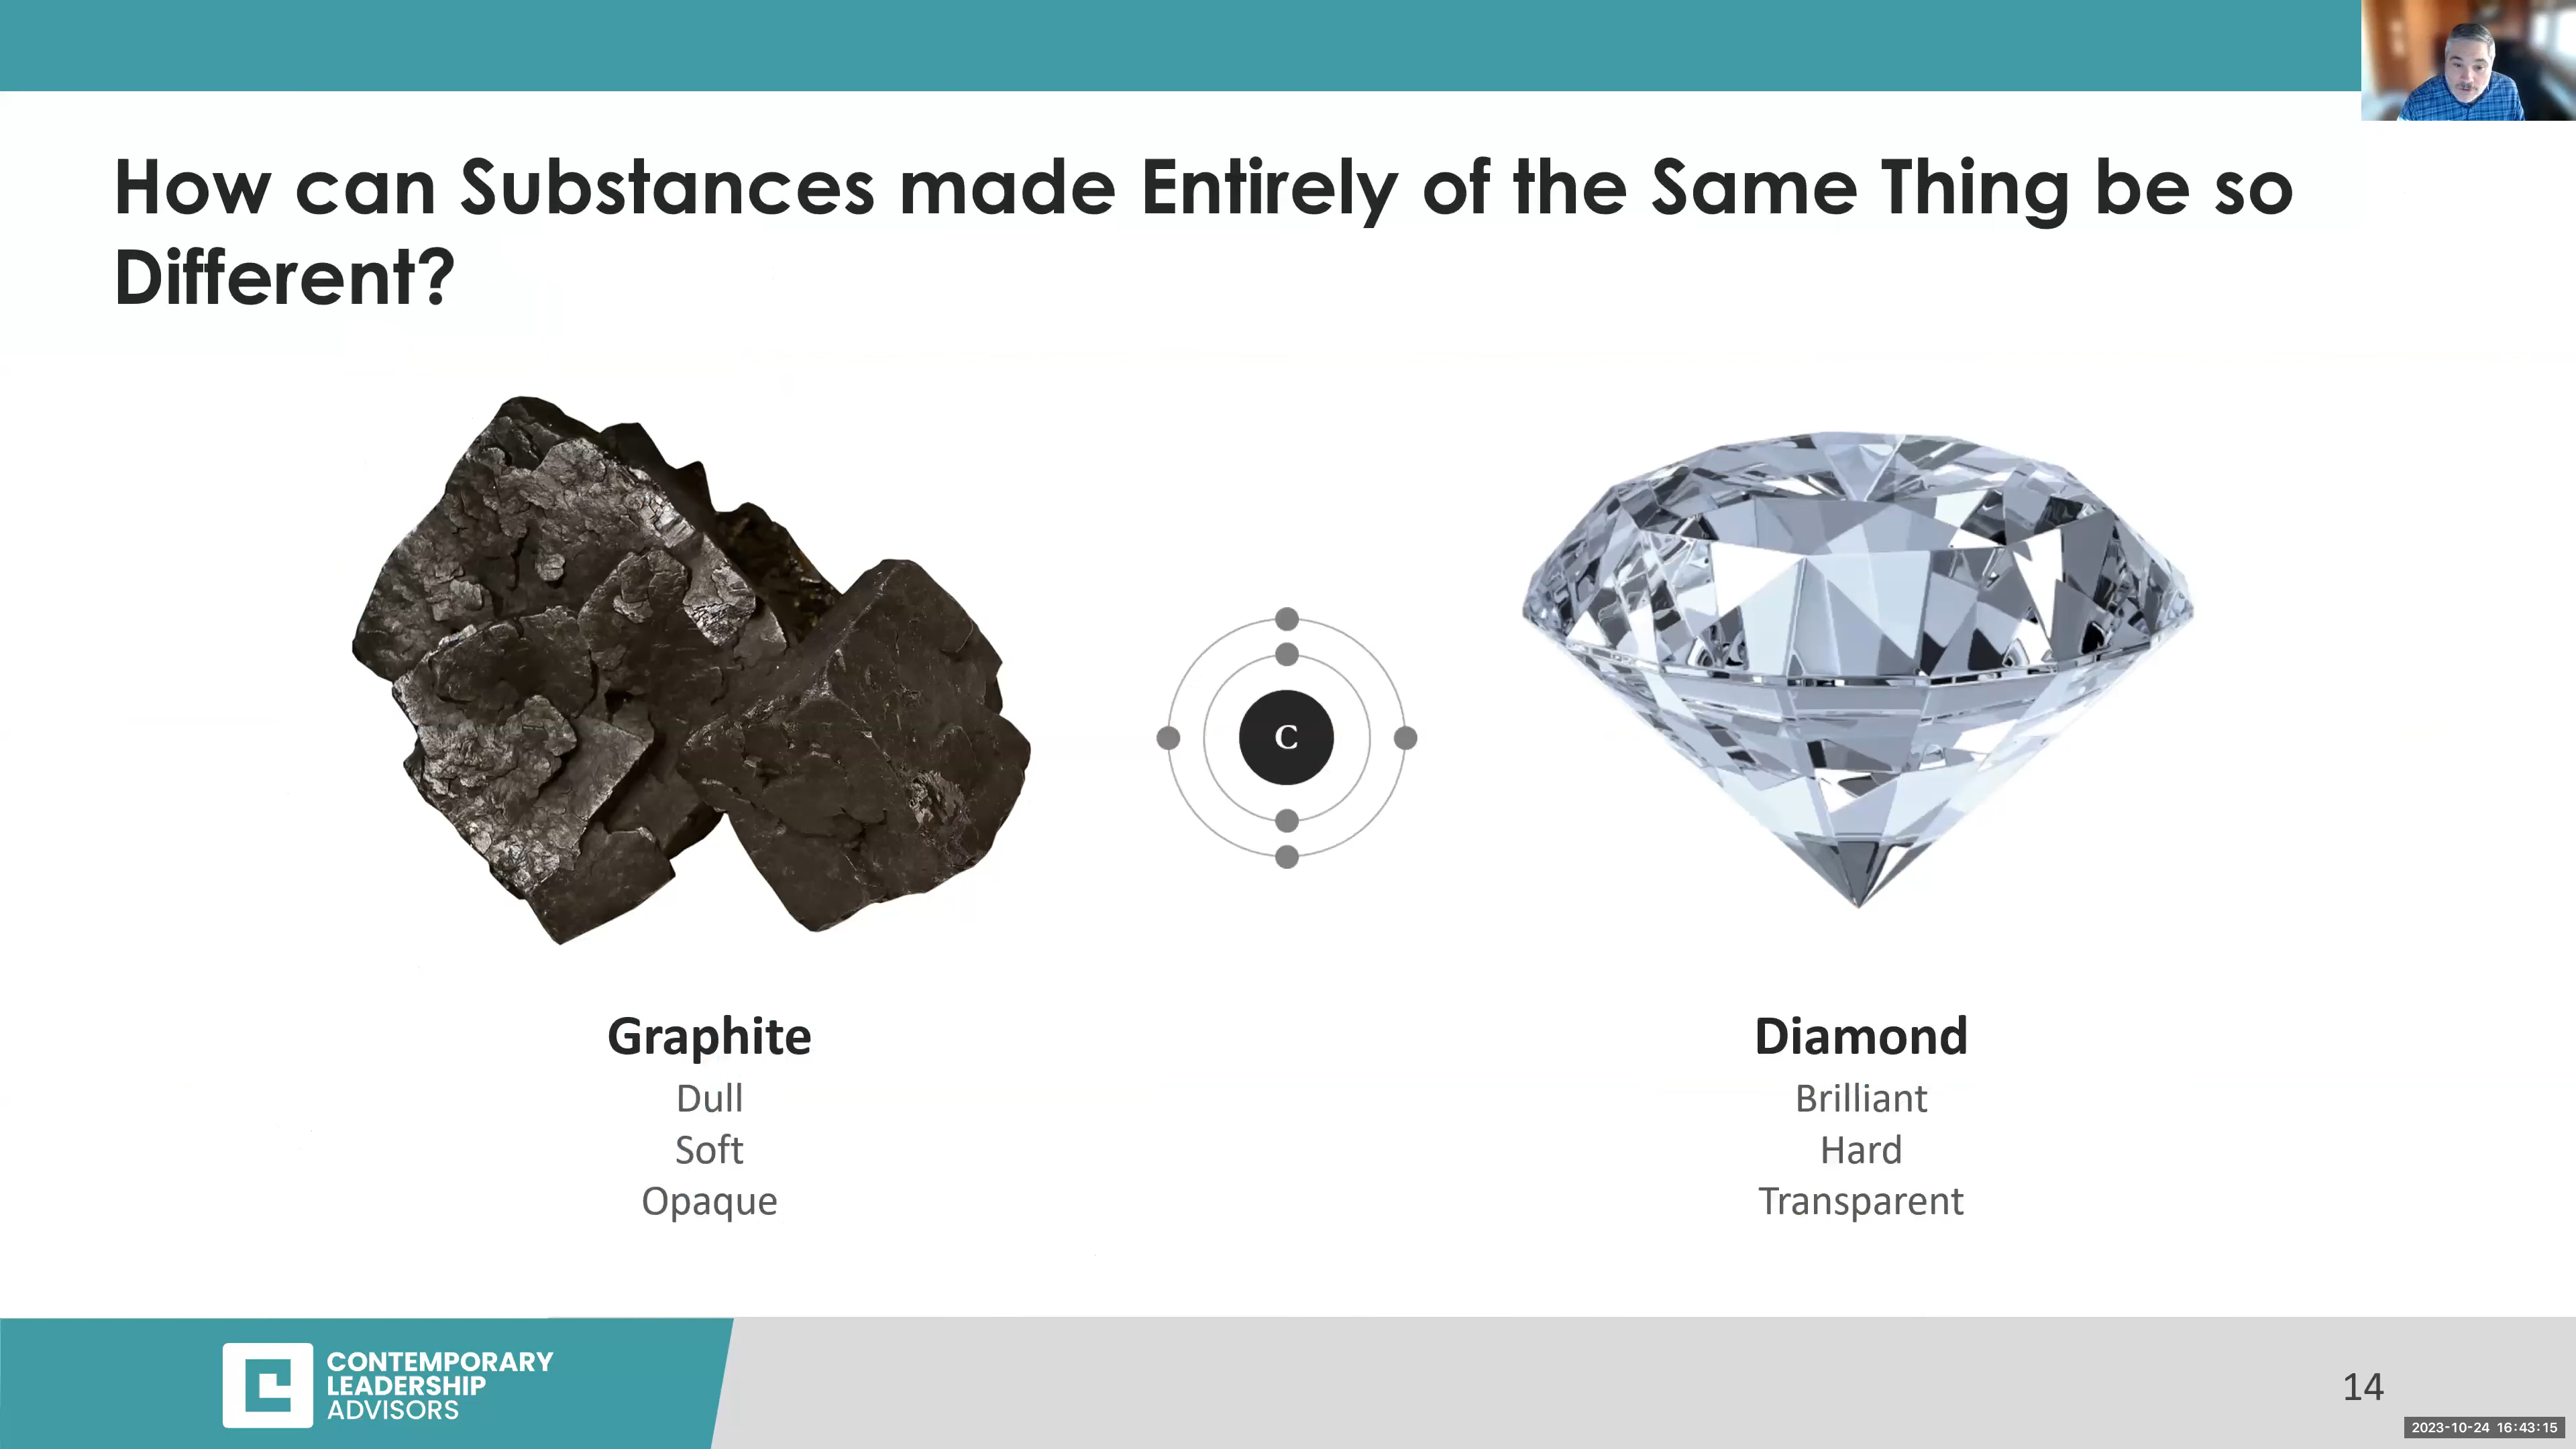 How can Substances made Entirely of the Same Thing be so
Different?
C
Graphite
Dull
Soft
Opaque
Diamond
Brilliant
Hard
Transparent
CONTEMPORARY
LEADERSHIP
ADVISORS
14
2023-10-24 16:43:15